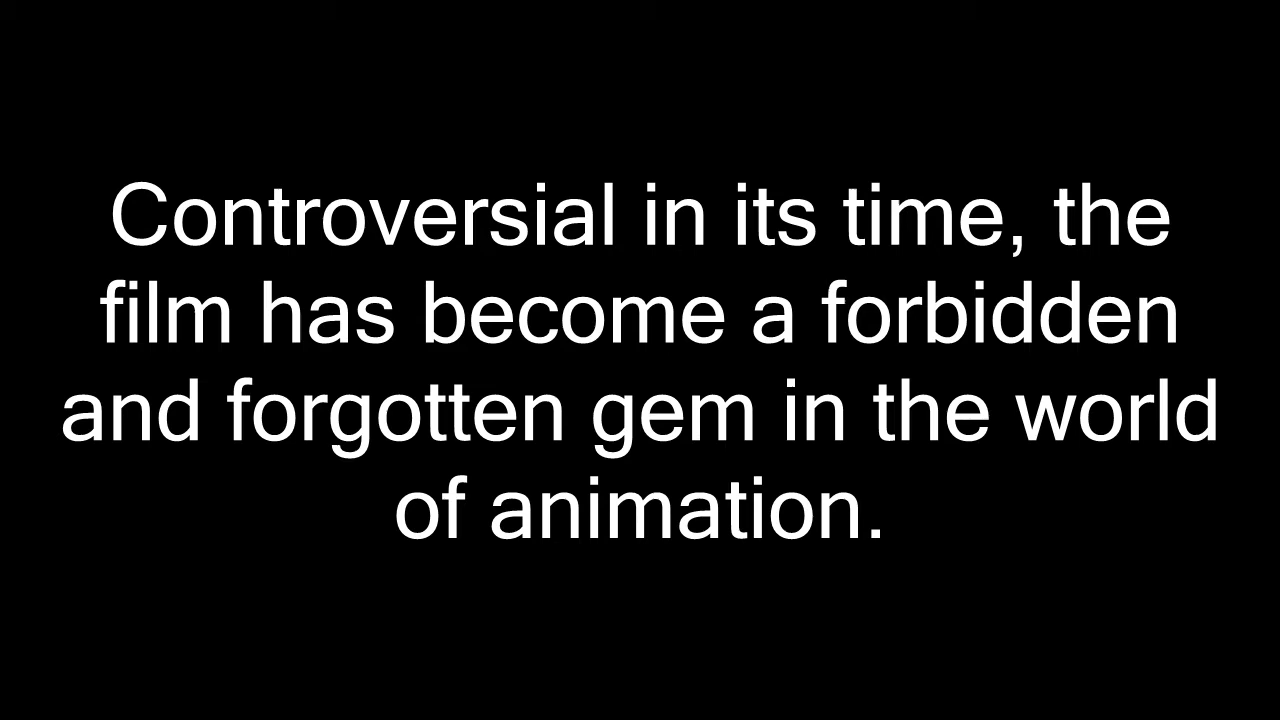 Controversial in its time, the
film has become a forbidden
and forgotten gem in the world
of animation.